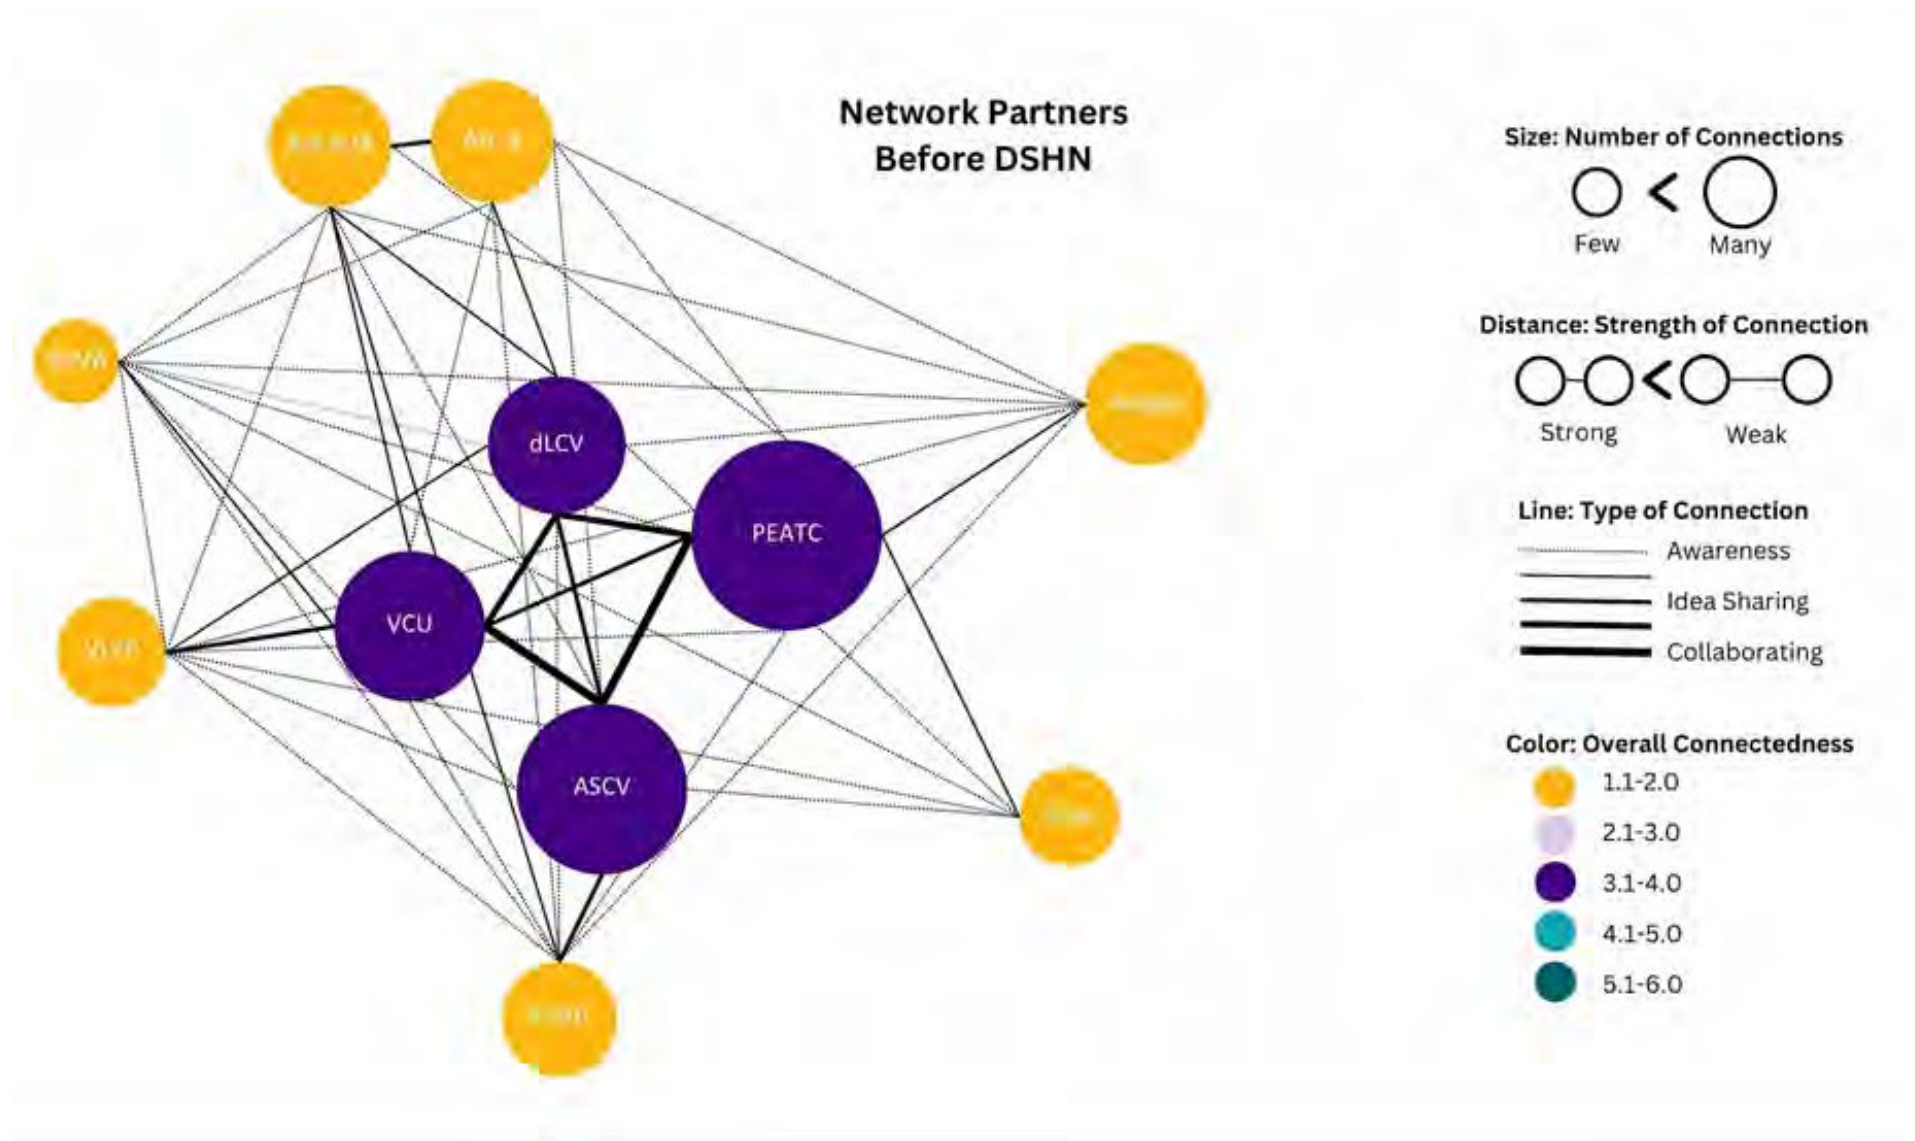 Network Partners
Before DSHN
dLCV
PEATC
VCU
ASCV
Size: Number of Connections
<
Few
Many
Distance: Strength of Connection
<
Strong
Weak
Line: Type of Connection
Awareness
Idea Sharing
Collaborating
Color: Overall Connectedness
1.1-2.0
2.1-3.0
3.1-4.0
4.1-5.0
5.1-6.0